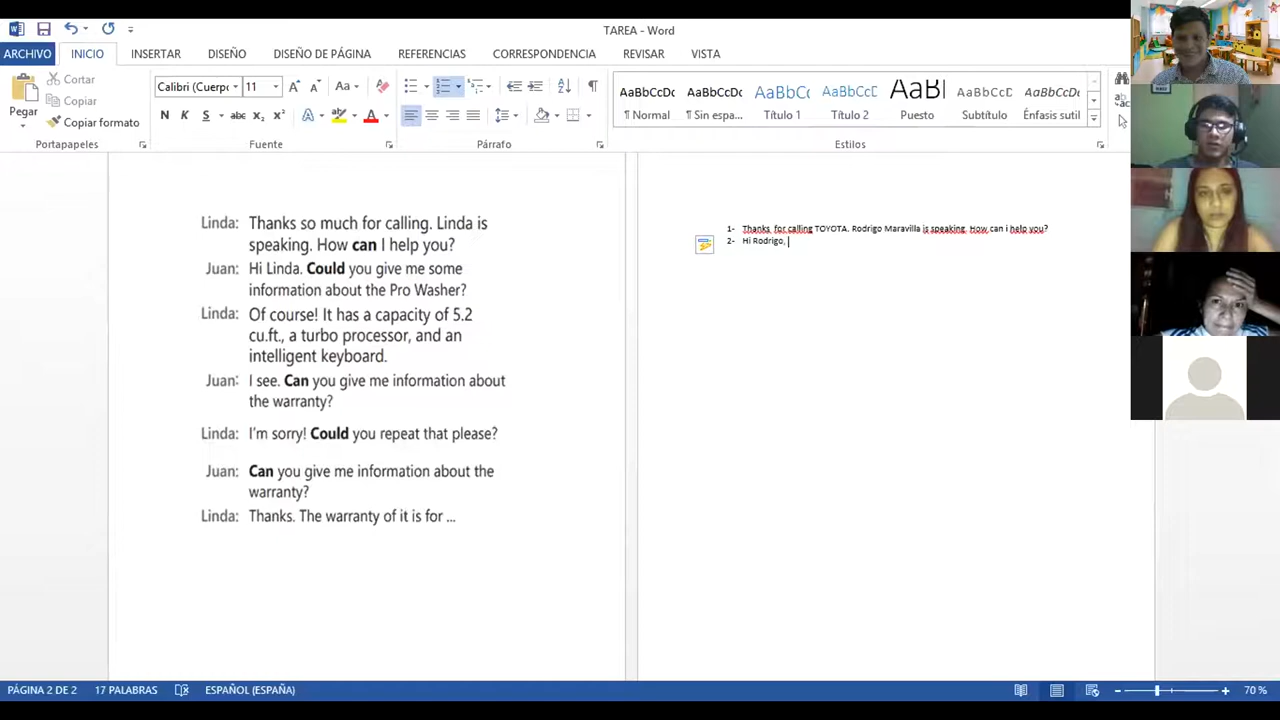 TAREA - Word
ARCHIVO INICIO INSERTAR DISEÑO DISEÑO DE PÁGINA REFERENCIAS CORRESPONDENCIA REVISAR VISTA
Pegar
Cortar
Copiar
Copiar formato
Portapapeles
Calibri (Cuerpo 11
Aa
N K S abc x₂ x² A A
Fuente
Párrafo
AaBbCcDc AaBbCcDc AaBbCc AaBbCcD AaBl AaBbCcD AaBbCcDc
¶ Normal ¶ Sin espa... Título 1 Título 2 Puesto Subtítulo Énfasis sutil
Estilos
Linda: Thanks so much for calling. Linda is
speaking. How can I help you?
Juan: Hi Linda. Could you give me some
information about the Pro Washer?
Linda: Of course! It has a capacity of 5.2
cu.ft., a turbo processor, and an
intelligent keyboard.
Juan: I see. Can you give me information about
the warranty?
Linda: I'm sorry! Could you repeat that please?
Juan: Can you give me information about the
warranty?
Linda: Thanks. The warranty of it is for ...
1- Thanks for calling TOYOTA. Rodrigo Maravilla is speaking. How can i help you?
2- Hi Rodrigo,
PÁGINA 2 DE 2 17 PALABRAS ESPAÑOL (ESPAÑA) 70 %